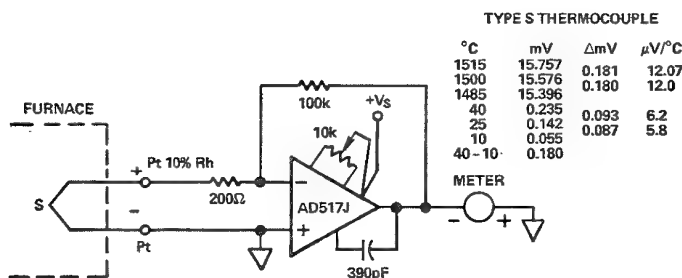 TYPE S THERMOCOUPLE
°C mV ΔmV μV/°C
1515 15.757
0.181 12.07
1500 15.576
0.180 12.0
1485 15.396
40 0.235
0.093 6.2
25 0.142
0.087 5.8
10 0.055
40-10 0.180
FURNACE
100k
+VS
10k
+ Pt 10% Rh
200Ω
S
−
Pt
−
+
AD517J
390pF
METER
− +